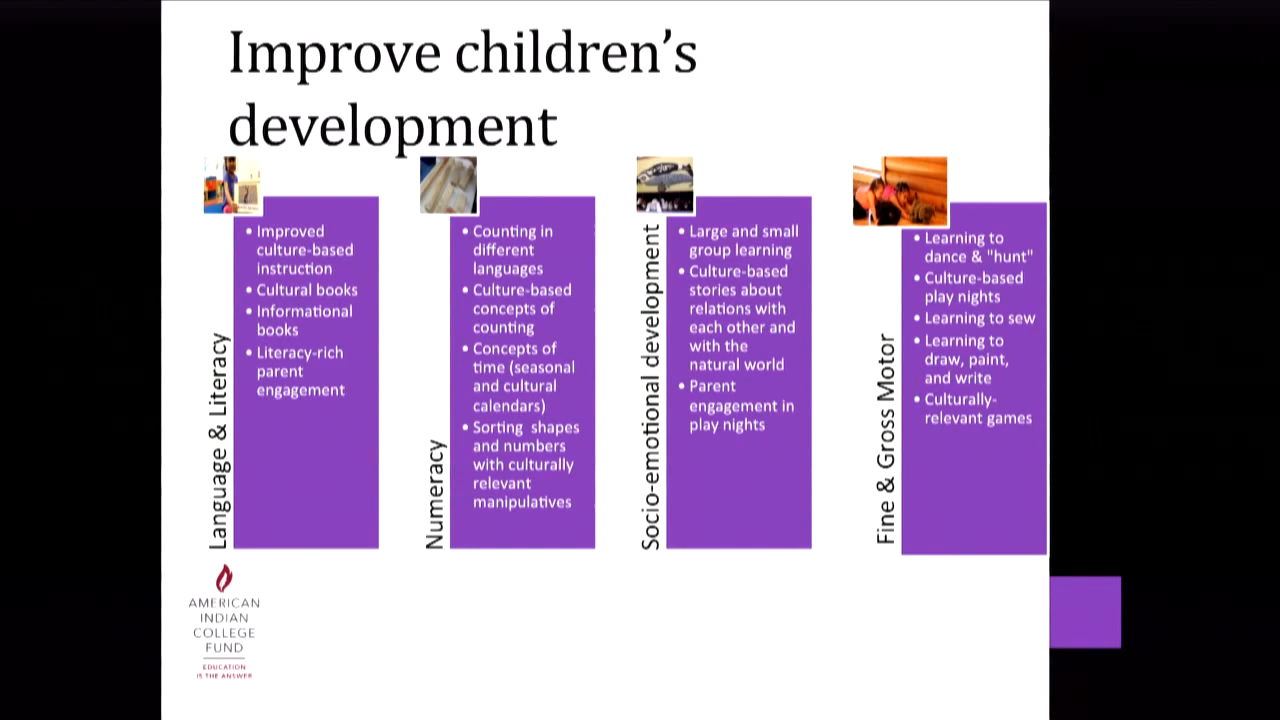 Improve children's
development
Language & Literacy
• Improved
culture-based
instruction
• Cultural books
• Informational
books
• Literacy-rich
parent
engagement
Numeracy
• Counting in
different
languages
• Culture-based
concepts of
counting
• Concepts of
time (seasonal
and cultural
calendars)
• Sorting shapes
and numbers
with culturally
relevant
manipulatives
Socio-emotional development
• Large and small
group learning
• Culture-based
stories about
relations with
each other and
with the
natural world
• Parent
engagement in
play nights
Fine & Gross Motor
• Learning to
dance & "hunt"
• Culture-based
play nights
• Learning to sew
• Learning to
draw, paint,
and write
• Culturally-
relevant games
AMERICAN
INDIAN
COLLEGE
FUND
EDUCATION
IS THE ANSWER